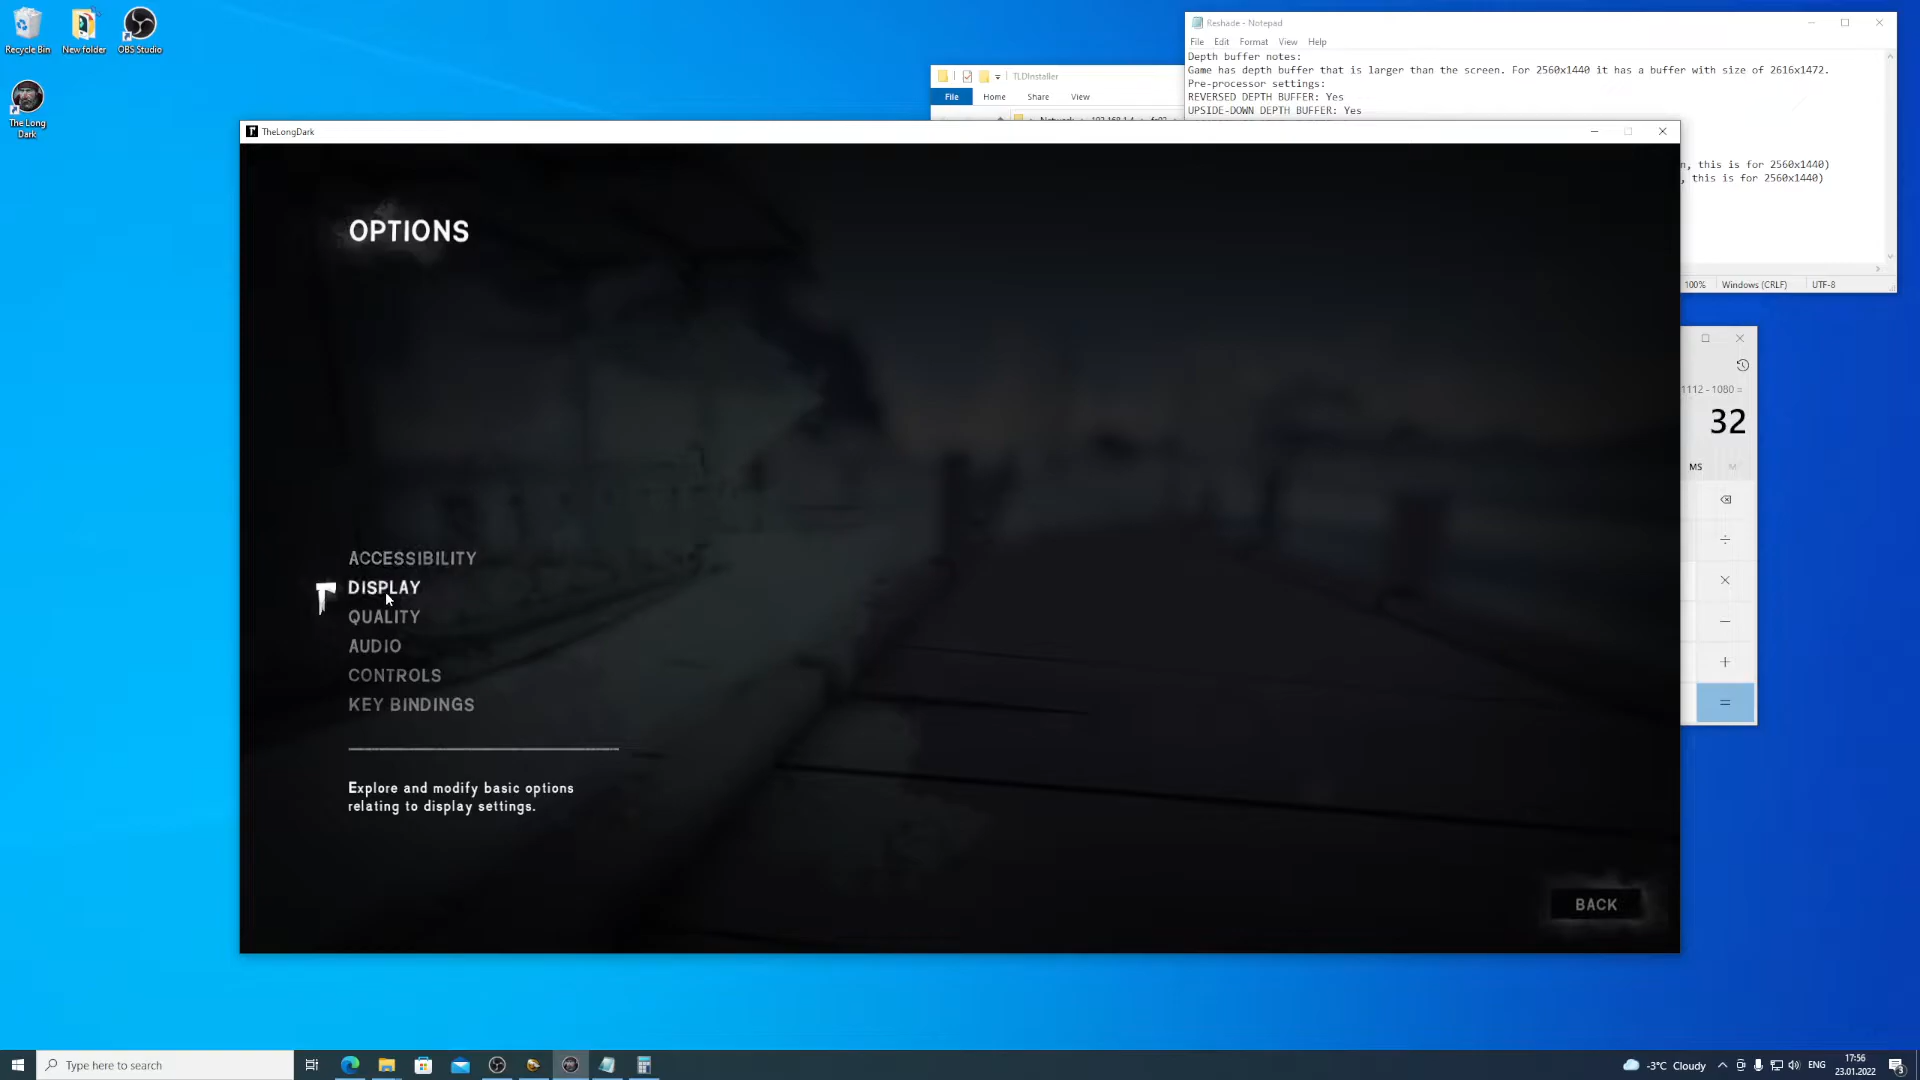 Recycle Bin
New folder
OBS Studio
The Long
Dark
Reshade - Notepad
File Edit Format View Help
Depth buffer notes:
Game has depth buffer that is larger than the screen. For 2560x1440 it has a buffer with size of 2616x1472.
Pre-processor settings:
REVERSED DEPTH BUFFER: Yes
UPSIDE-DOWN DEPTH BUFFER: Yes
n, this is for 2560x1440)
, this is for 2560x1440)
100% Windows (CRLF) UTF-8
TLDInstaller
File Home Share View
TheLongDark
OPTIONS
ACCESSIBILITY
DISPLAY
QUALITY
AUDIO
CONTROLS
KEY BINDINGS
Explore and modify basic options
relating to display settings.
BACK
1112 - 1080 =
32
MS
Type here to search
-3°C Cloudy
ENG
17:56
23.01.2022
3